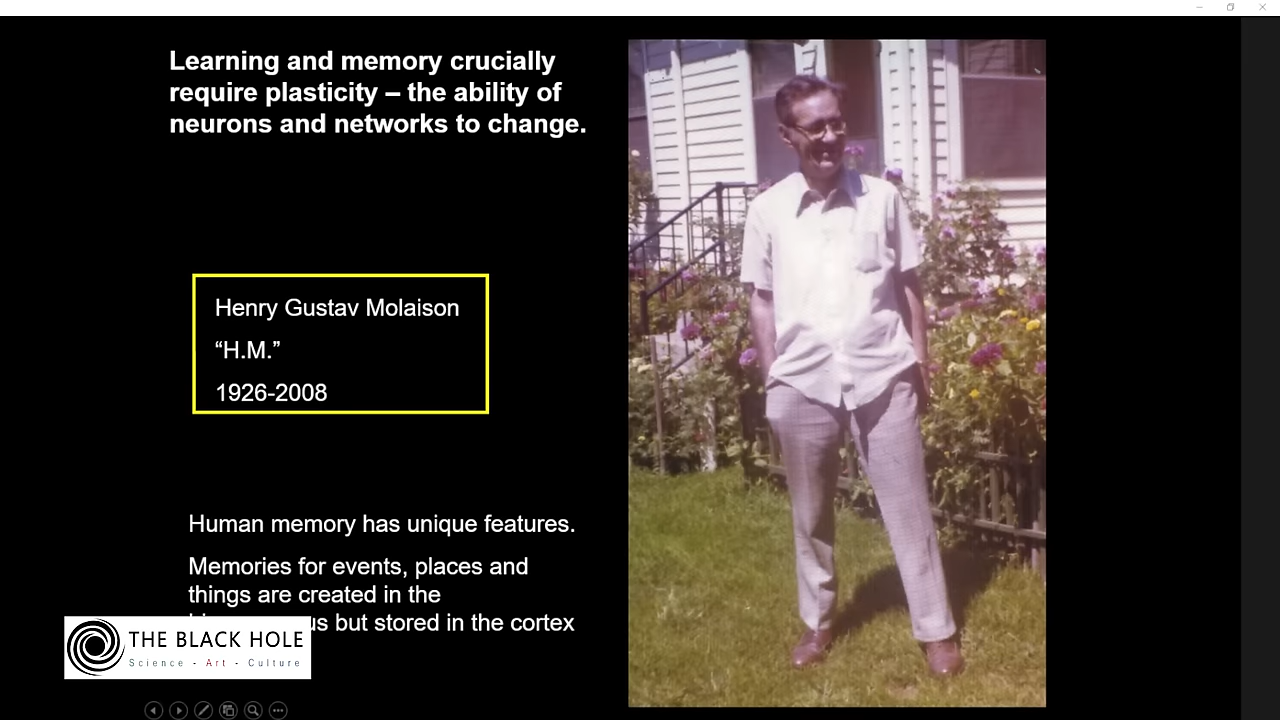 Learning and memory crucially
require plasticity – the ability of
neurons and networks to change.
Henry Gustav Molaison
“H.M.”
1926-2008
Human memory has unique features.
Memories for events, places and
things are created in the
but stored in the cortex
THE BLACK HOLE
Science - Art - Culture